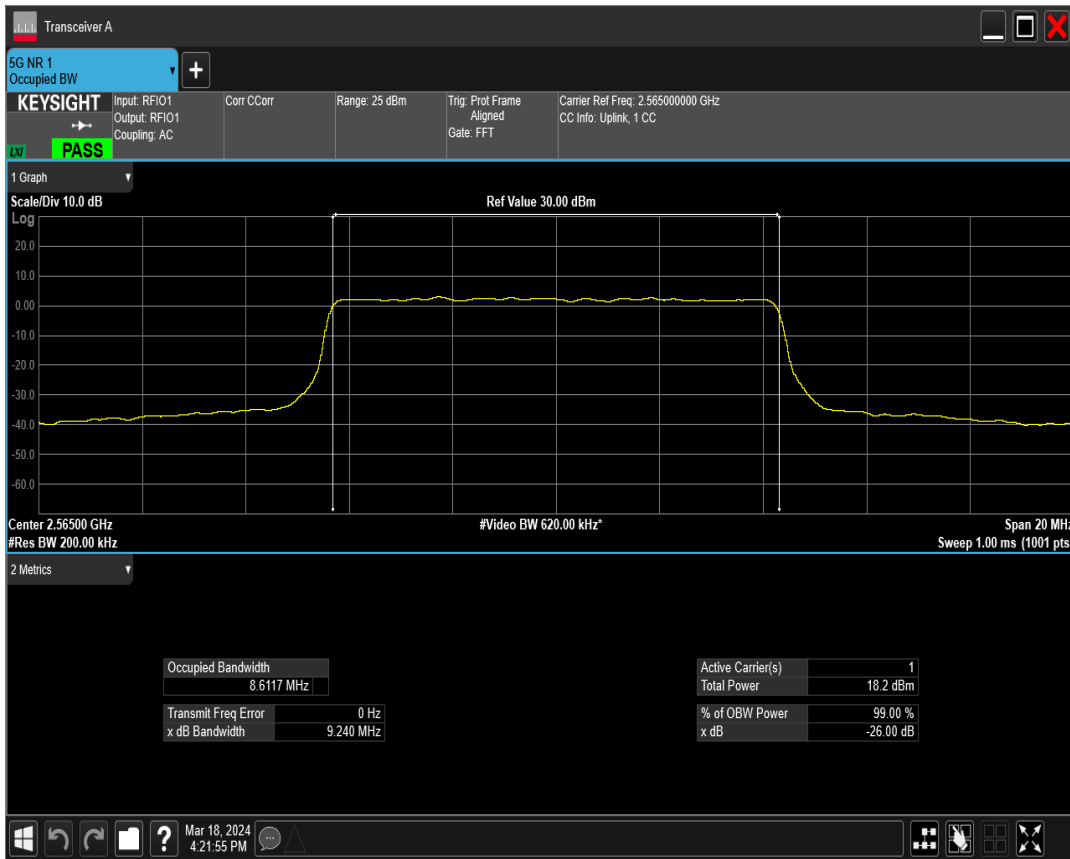 Transceiver A
5G NR 1
Occupied BW
KEYSIGHT
LXI
PASS
Input: RFIO1
Output: RFIO1
Coupling: AC
Corr CCorr
Range: 25 dBm
Trig: Prot Frame
Aligned
Gate: FFT
Carrier Ref Freq: 2.565000000 GHz
CC Info: Uplink, 1 CC
1 Graph
Scale/Div 10.0 dB
Ref Value 30.00 dBm
Log
20.0
10.0
0.00
-10.0
-20.0
-30.0
-40.0
-50.0
-60.0
Center 2.56500 GHz
#Video BW 620.00 kHz*
Span 20 MHz
#Res BW 200.00 kHz
Sweep 1.00 ms (1001 pts
2 Metrics
Occupied Bandwidth
8.6117 MHz
Transmit Freq Error 0 Hz
x dB Bandwidth 9.240 MHz
Active Carrier(s) 1
Total Power 18.2 dBm
% of OBW Power 99.00 %
x dB -26.00 dB
?
Mar 18, 2024
4:21:55 PM